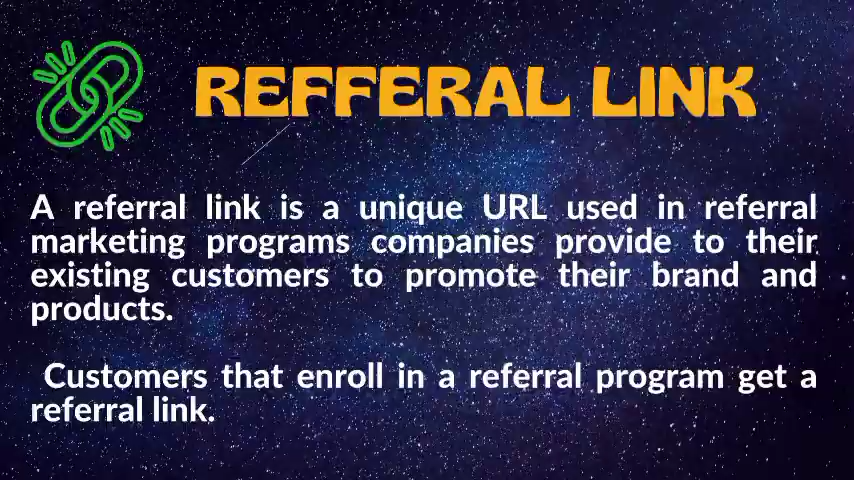 REFFERAL LINK
A referral link is a unique URL used in referral
marketing programs companies provide to their
existing customers to promote their brand and
products.
Customers that enroll in a referral program get a
referral link.